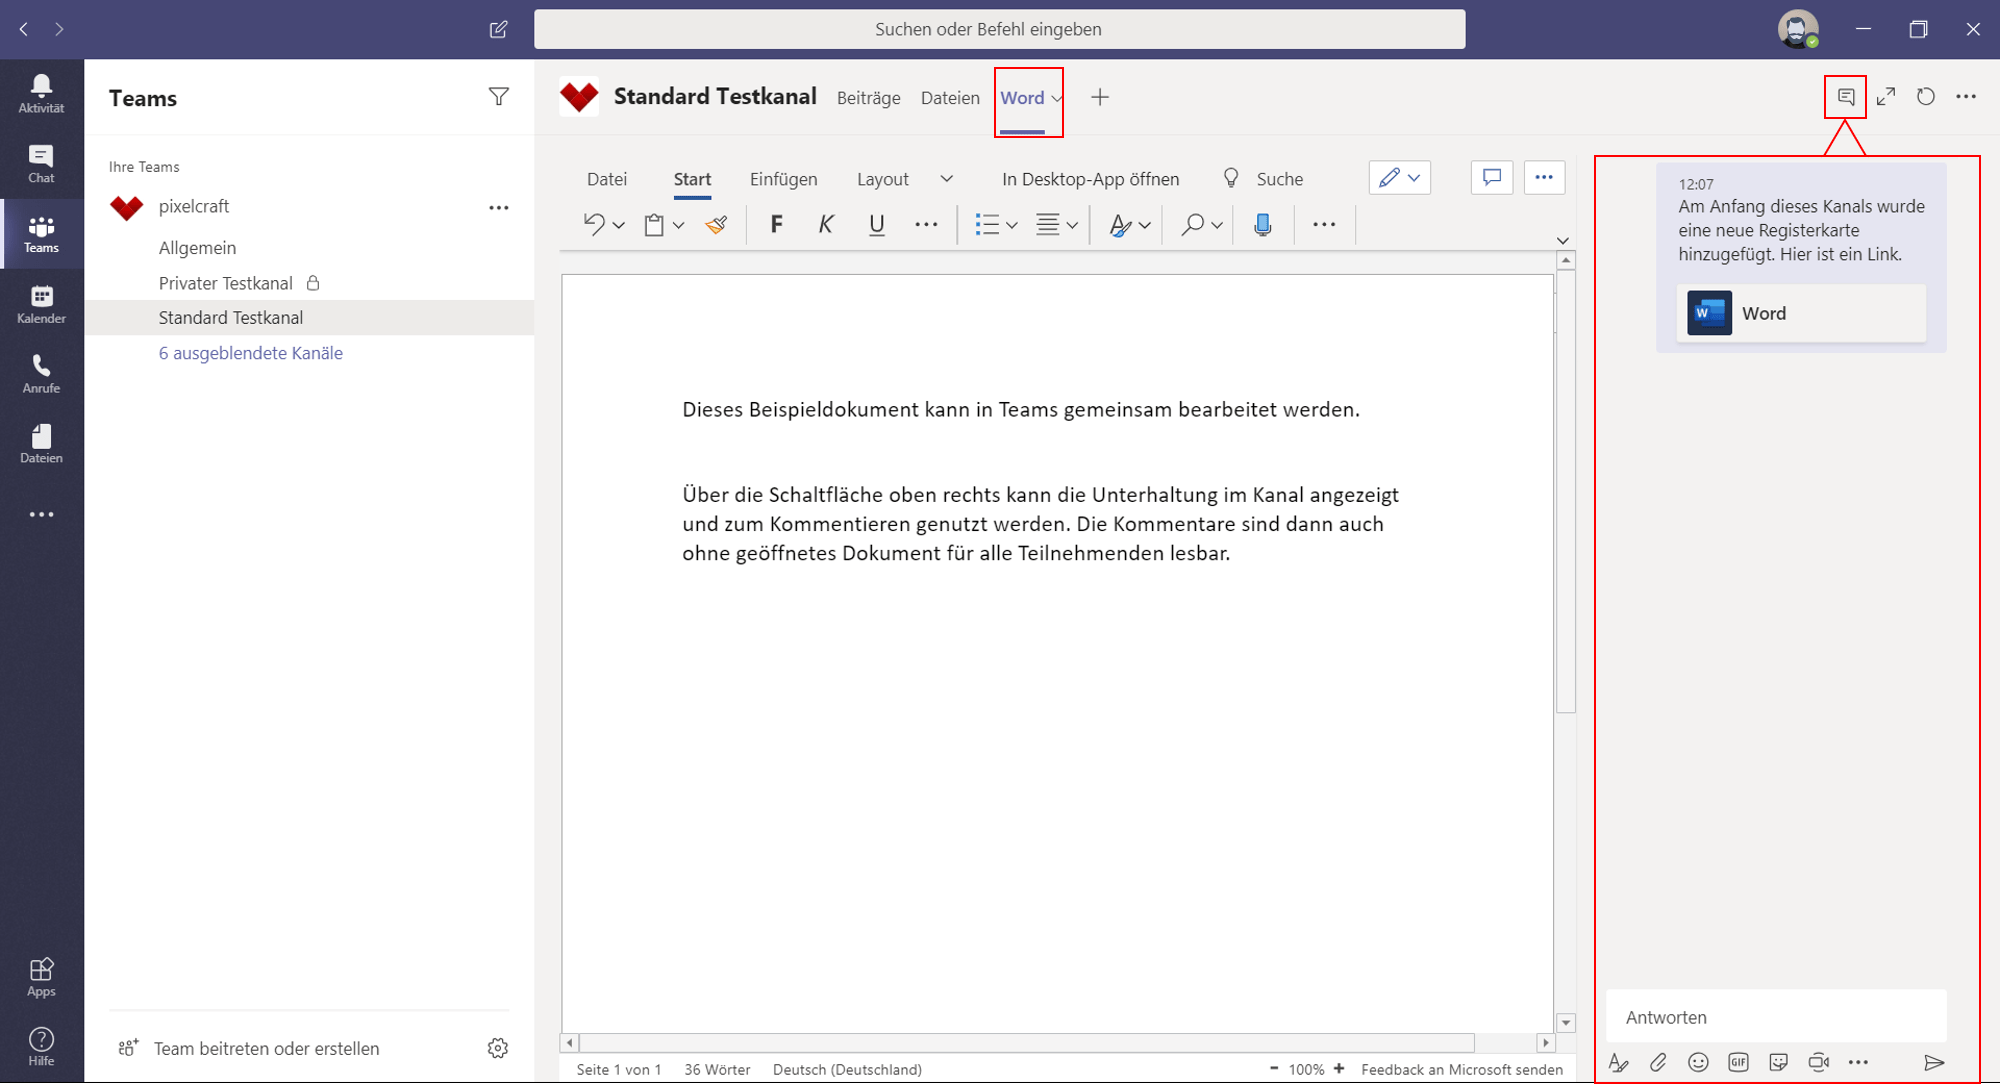 Suchen oder Befehl eingeben
Aktivität
Chat
Teams
Kalender
Anrufe
Dateien
Apps
Hilfe
Teams
Ihre Teams
pixelcraft
Allgemein
Privater Testkanal
Standard Testkanal
6 ausgeblendete Kanäle
Team beitreten oder erstellen
Standard Testkanal Beiträge Dateien Word
Datei Start Einfügen Layout In Desktop-App öffnen Suche
F K U
Dieses Beispieldokument kann in Teams gemeinsam bearbeitet werden.
Über die Schaltfläche oben rechts kann die Unterhaltung im Kanal angezeigt
und zum Kommentieren genutzt werden. Die Kommentare sind dann auch
ohne geöffnetes Dokument für alle Teilnehmenden lesbar.
Seite 1 von 1 36 Wörter Deutsch (Deutschland) - 100% + Feedback an Microsoft senden
12:07
Am Anfang dieses Kanals wurde
eine neue Registerkarte
hinzugefügt. Hier ist ein Link.
W Word
Antworten
GIF